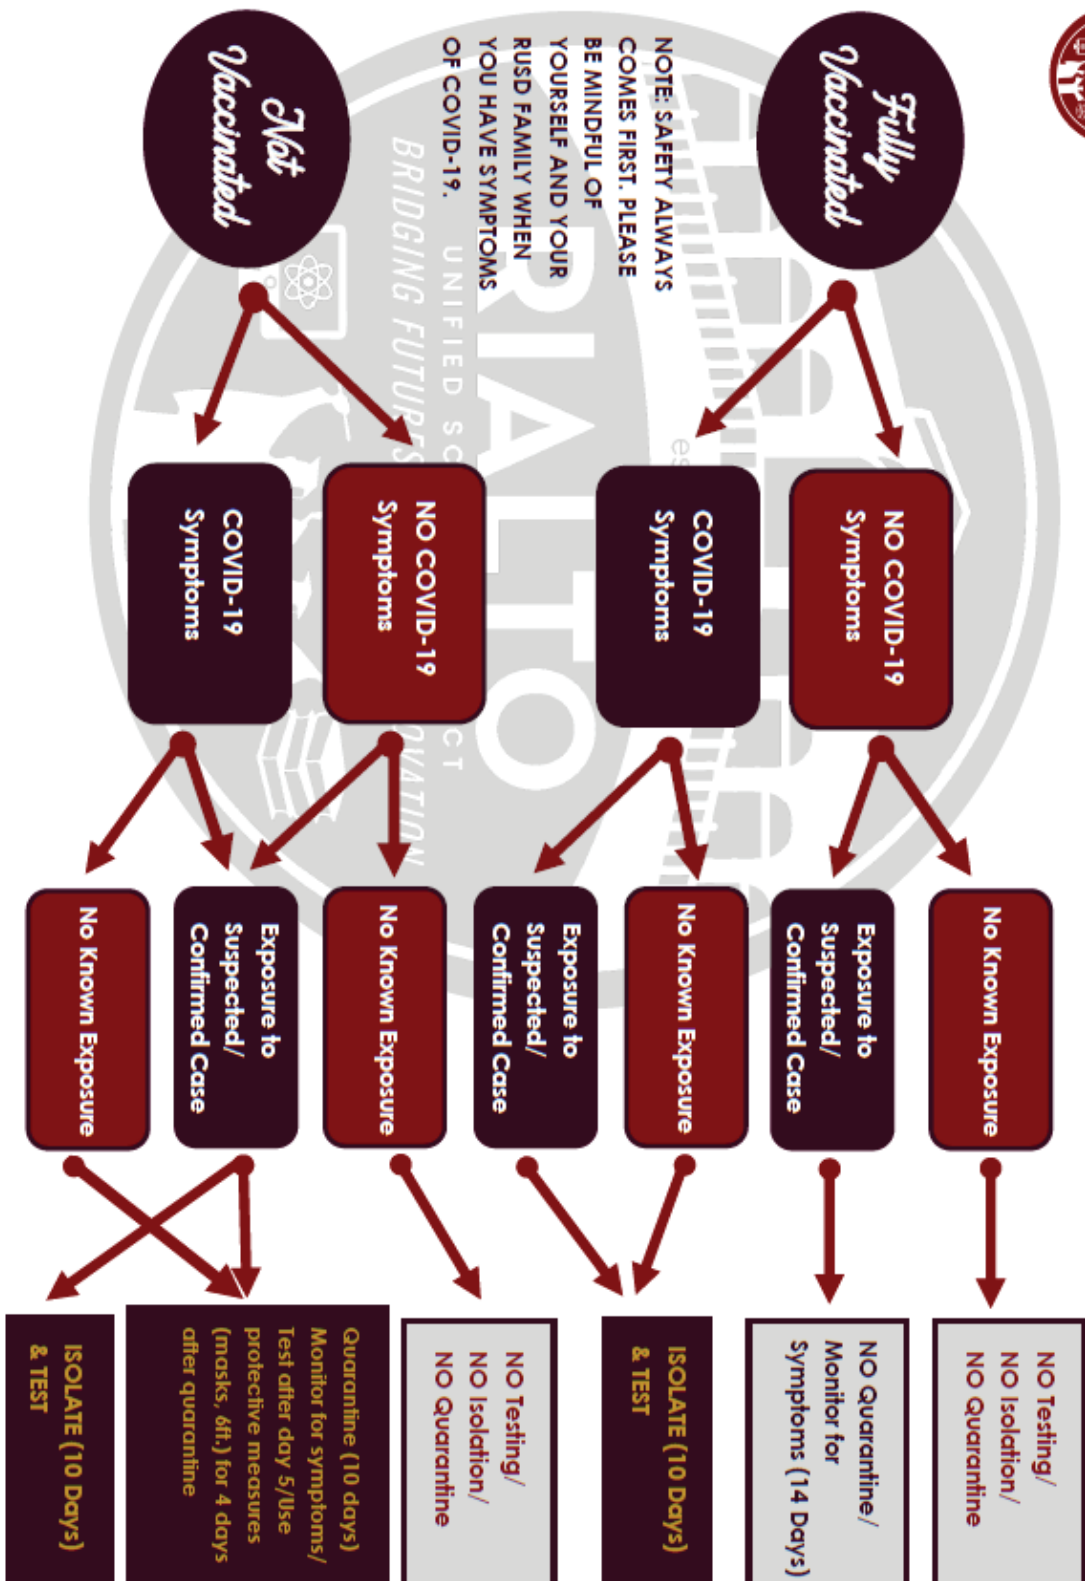 Fully
Vaccinated
NOTE: SAFETY ALWAYS
COMES FIRST. PLEASE
BE MINDFUL OF
YOURSELF AND YOUR
RUSD FAMILY WHEN
YOU HAVE SYMPTOMS
OF COVID-19.
Not
Vaccinated
NO COVID-19
Symptoms
COVID-19
Symptoms
NO COVID-19
Symptoms
COVID-19
Symptoms
No Known Exposure
Exposure to
Suspected/
Confirmed Case
No Known Exposure
Exposure to
Suspected/
Confirmed Case
No Known Exposure
Exposure to
Suspected/
Confirmed Case
No Known Exposure
NO Testing/
NO Isolation/
NO Quarantine
NO Quarantine/
Monitor for
Symptoms (14 Days)
ISOLATE (10 Days)
& TEST
NO Testing/
NO Isolation/
NO Quarantine
Quarantine (10 days)
Monitor for symptoms/
Test after day 5/Use
protective measures
(masks, 6ft.) for 4 days
after quarantine
ISOLATE (10 Days)
& TEST
RIALTO
UNIFIED
BRIDGING FUTURES